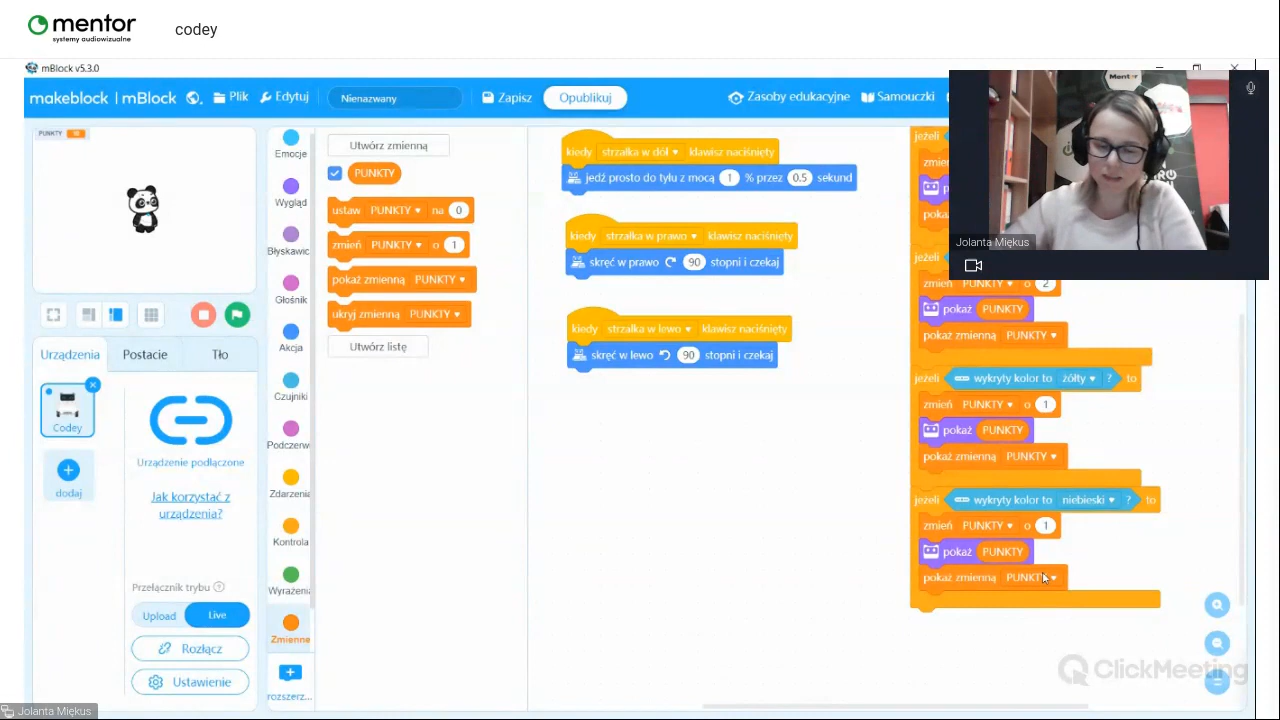 mentor
systemy audiowizualne
codey
mBlock v5.3.0
makeblock | mBlock
Plik
Edytuj
Nienazwany
Zapisz
Opublikuj
Zasoby edukacyjne
Samouczki
PUNKTY
Emocje
Wygląd
Błyskawic
Głośnik
Akcja
Czujniki
Podczerw
Zdarzenia
Kontrola
Wyrażeni
Zmienne
rozszerz...
Utwórz zmienną
PUNKTY
ustaw PUNKTY na 0
zmień PUNKTY o 1
pokaż zmienną PUNKTY
ukryj zmienną PUNKTY
Utwórz listę
kiedy strzałka w dół klawisz naciśnięty
jedź prosto do tyłu z mocą 1 % przez 0.5 sekund
kiedy strzałka w prawo klawisz naciśnięty
skręć w prawo 90 stopni i czekaj
kiedy strzałka w lewo klawisz naciśnięty
skręć w lewo 90 stopni i czekaj
jeżeli
zmień
p
poka
jeżeli
zmień PUNKTY o 2
pokaż PUNKTY
pokaż zmienną PUNKTY
jeżeli wykryty kolor to żółty ? to
zmień PUNKTY o 1
pokaż PUNKTY
pokaż zmienną PUNKTY
jeżeli wykryty kolor to niebieski ? to
zmień PUNKTY o 1
pokaż PUNKTY
pokaż zmienną PUNKTY
Mentor
Jolanta Miękus
Urządzenia
Postacie
Tło
Codey
dodaj
Urządzenie podłączone
Jak korzystać z
urządzenia?
Przełącznik trybu
Upload
Live
Rozłącz
Ustawienie
ClickMeeting
Jolanta Miękus